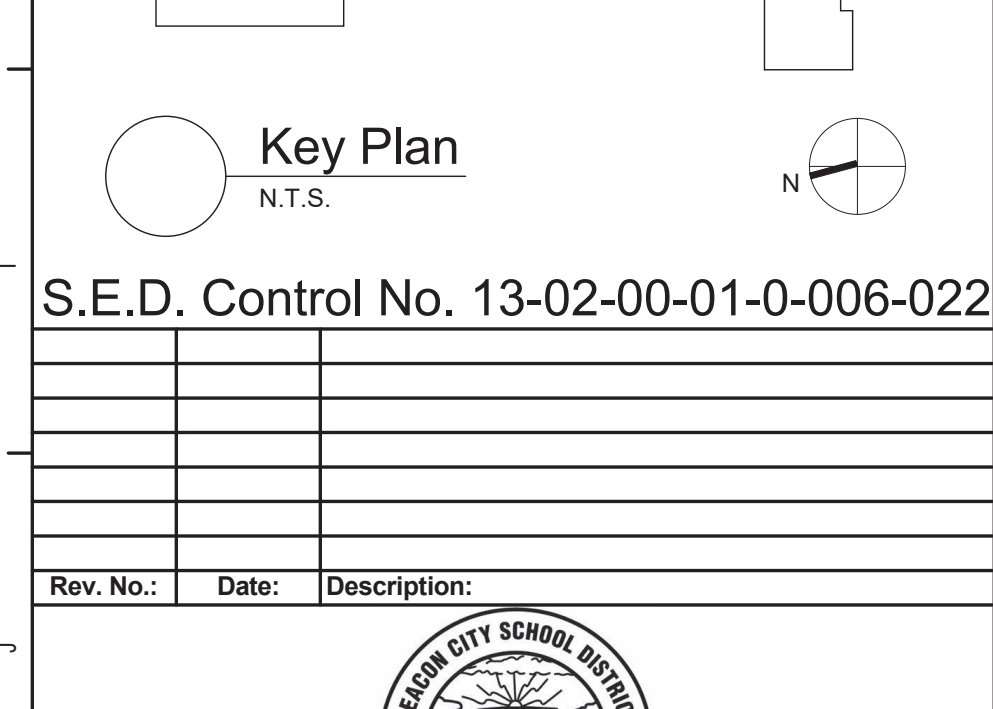 Key Plan
N.T.S.
N
S.E.D. Control No. 13-02-00-01-0-006-022
Rev. No.: Date: Description:
CITY SCHOOL